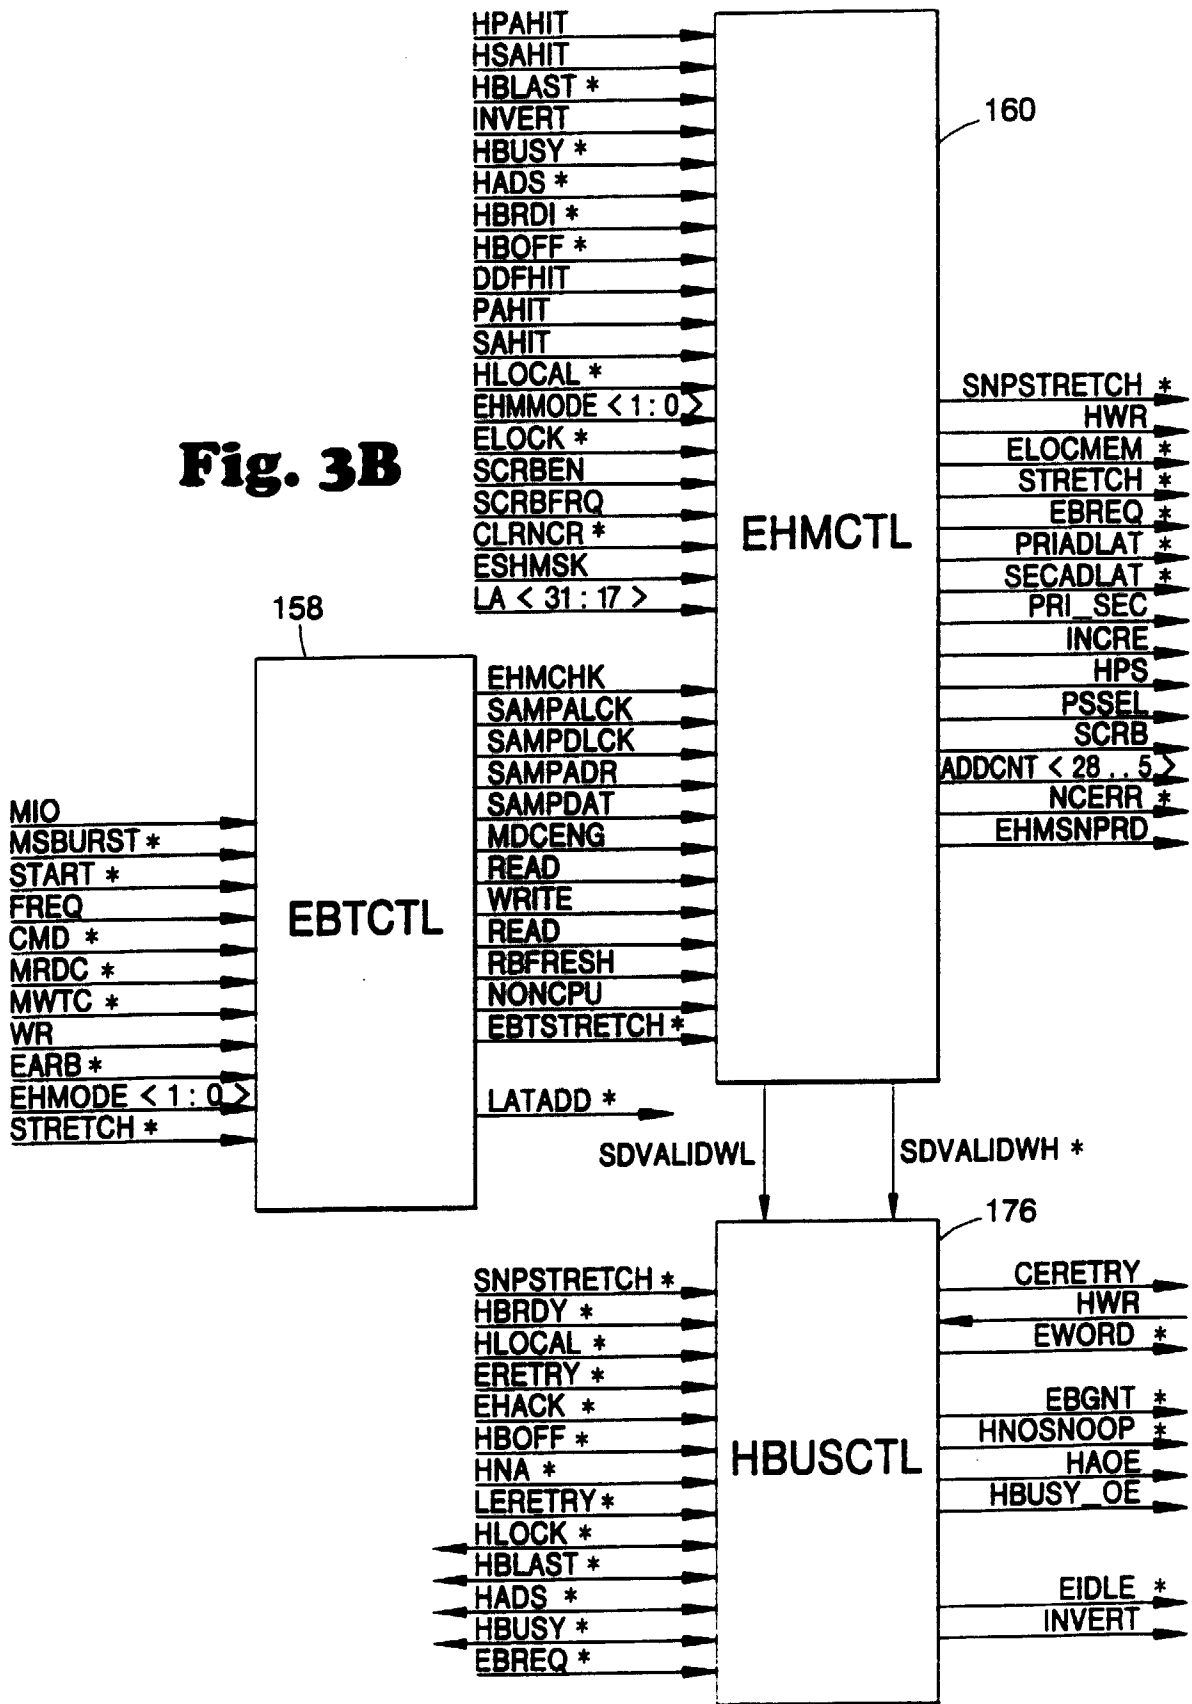 HPAHIT
HSAHIT
HBLAST *
INVERT
HBUSY *
HADS *
HBRDI *
HBOFF *
DDFHIT
PAHIT
SAHIT
HLOCAL *
EHMMODE < 1 : 0 >
ELOCK *
SCRBEN
SCRBFRQ
CLRNCR *
ESHMSK
LA < 31 : 17 >
160
EHMCTL
SNPSTRETCH *
HWR
ELOCMEM *
STRETCH *
EBREQ *
PRIADLAT *
SECADLAT *
PRI_SEC
INCRE
HPS
PSSEL
SCRB
ADDCNT < 28 . . 5 >
NCERR *
EHMSNPRD
Fig. 3B
158
EBTCTL
MIO
MSBURST *
START *
FREQ
CMD *
MRDC *
MWTC *
WR
EARB *
EHMODE < 1 : 0 >
STRETCH *
EHMCHK
SAMPALCK
SAMPDLCK
SAMPADR
SAMPDAT
MDCENG
READ
WRITE
READ
RBFRESH
NONCPU
EBTSTRETCH *
LATADD *
SDVALIDWL
SDVALIDWH *
176
HBUSCTL
SNPSTRETCH *
HBRDY *
HLOCAL *
ERETRY *
EHACK *
HBOFF *
HNA *
LERETRY *
HLOCK *
HBLAST *
HADS *
HBUSY *
EBREQ *
CERETRY
HWR
EWORD *
EBGNT *
HNOSNOOP *
HAOE
HBUSY_OE
EIDLE *
INVERT